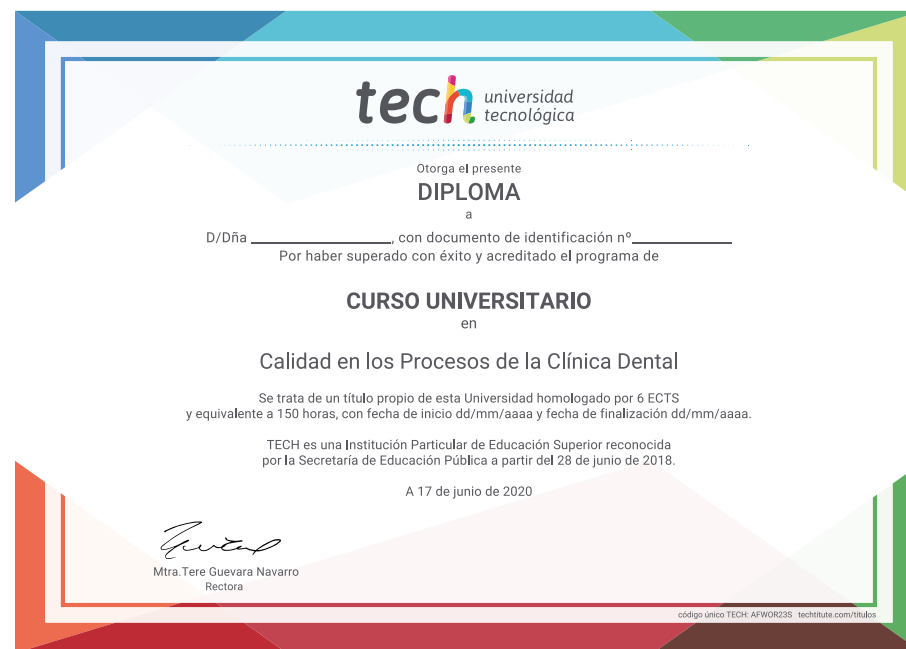 tech universidad
tecnológica
Otorga el presente
DIPLOMA
a
D/Dña ____________________, con documento de identificación nº______________
Por haber superado con éxito y acreditado el programa de
CURSO UNIVERSITARIO
en
Calidad en los Procesos de la Clínica Dental
Se trata de un título propio de esta Universidad homologado por 6 ECTS
y equivalente a 150 horas, con fecha de inicio dd/mm/aaaa y fecha de finalización dd/mm/aaaa.
TECH es una Institución Particular de Educación Superior reconocida
por la Secretaría de Educación Pública a partir del 28 de junio de 2018.
A 17 de junio de 2020
Mtra.Tere Guevara Navarro
Rectora
código único TECH: AFWOR23S techtitute.com/titulos